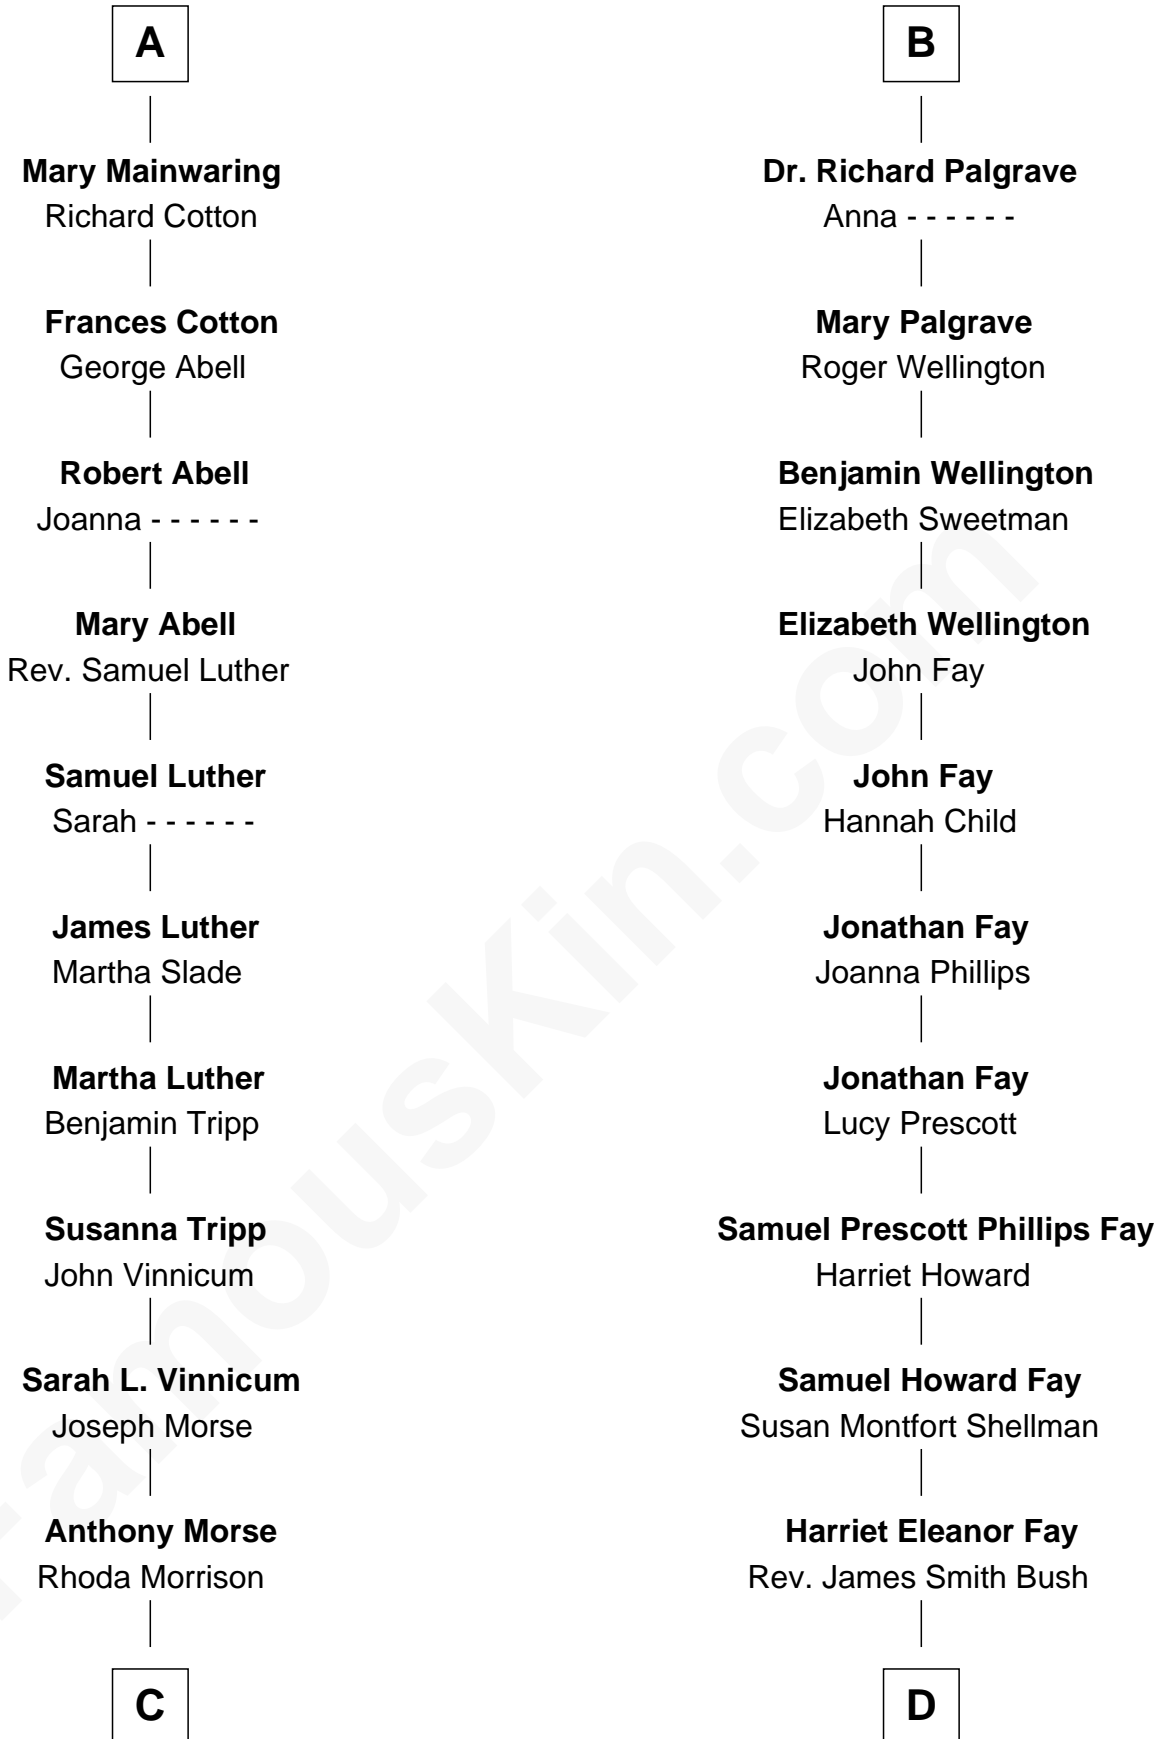 A
Mary Mainwaring
Richard Cotton
Frances Cotton
George Abell
Robert Abell
Joanna - - - - - -
Mary Abell
Rev. Samuel Luther
Samuel Luther
Sarah - - - - - -
James Luther
Martha Slade
Martha Luther
Benjamin Tripp
Susanna Tripp
John Vinnicum
Sarah L. Vinnicum
Joseph Morse
Anthony Morse
Rhoda Morrison
C
B
Dr. Richard Palgrave
Anna - - - - - -
Mary Palgrave
Roger Wellington
Benjamin Wellington
Elizabeth Sweetman
Elizabeth Wellington
John Fay
John Fay
Hannah Child
Jonathan Fay
Joanna Phillips
Jonathan Fay
Lucy Prescott
Samuel Prescott Phillips Fay
Harriet Howard
Samuel Howard Fay
Susan Montfort Shellman
Harriet Eleanor Fay
Rev. James Smith Bush
D
FamousKin.com